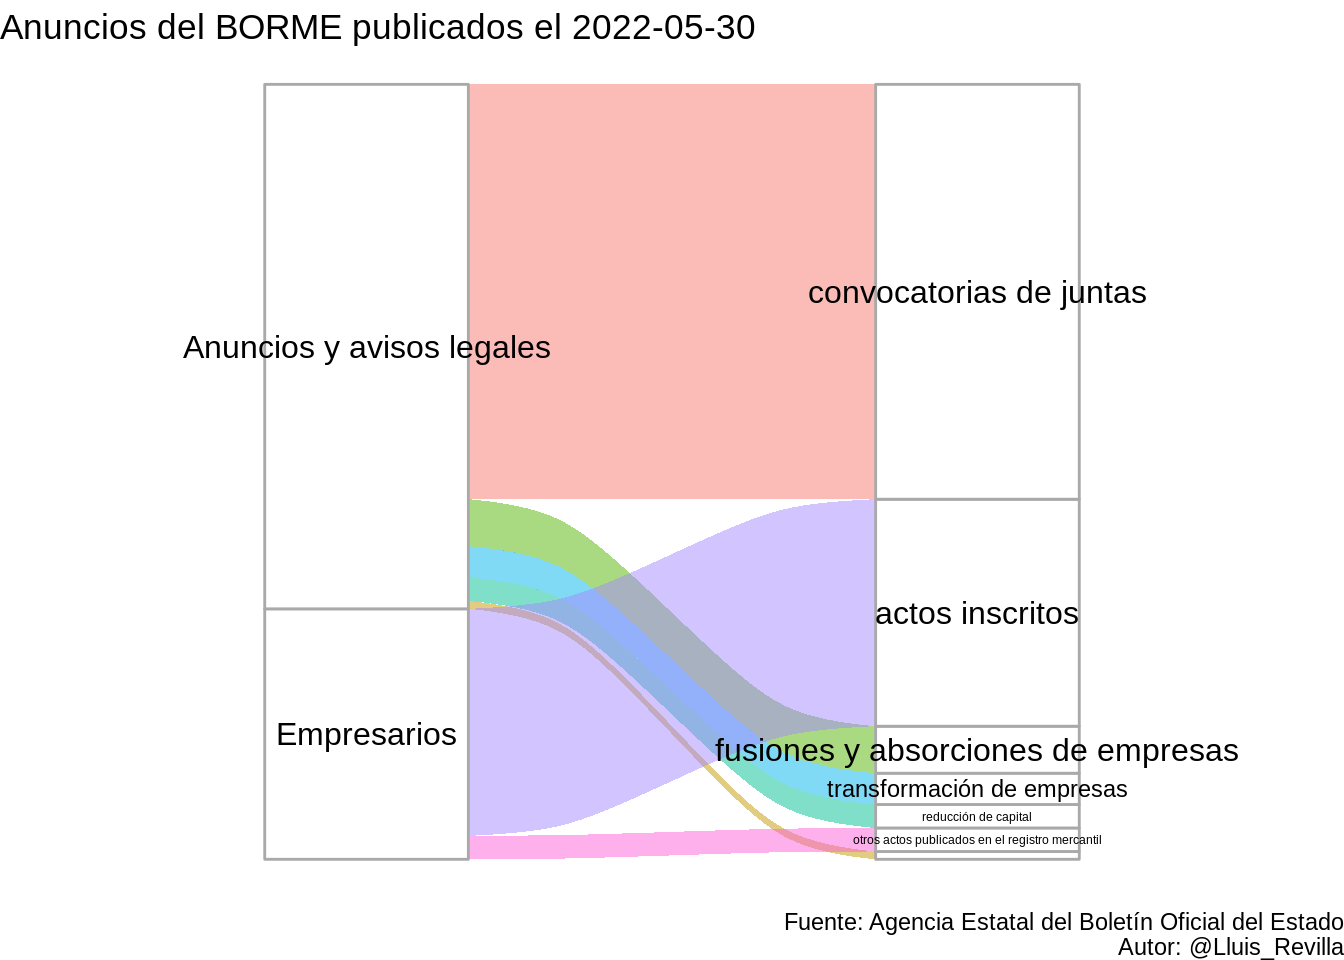 Anuncios del BORME publicados el 2022-05-30
convocatorias de juntas
Anuncios y avisos legales
actos inscritos
Empresarios
fusiones y absorciones de empresas
transformación de empresas
reducción de capital
otros actos publicados en el registro mercantil
Fuente: Agencia Estatal del Boletín Oficial del Estado
Autor: @Lluis_Revilla